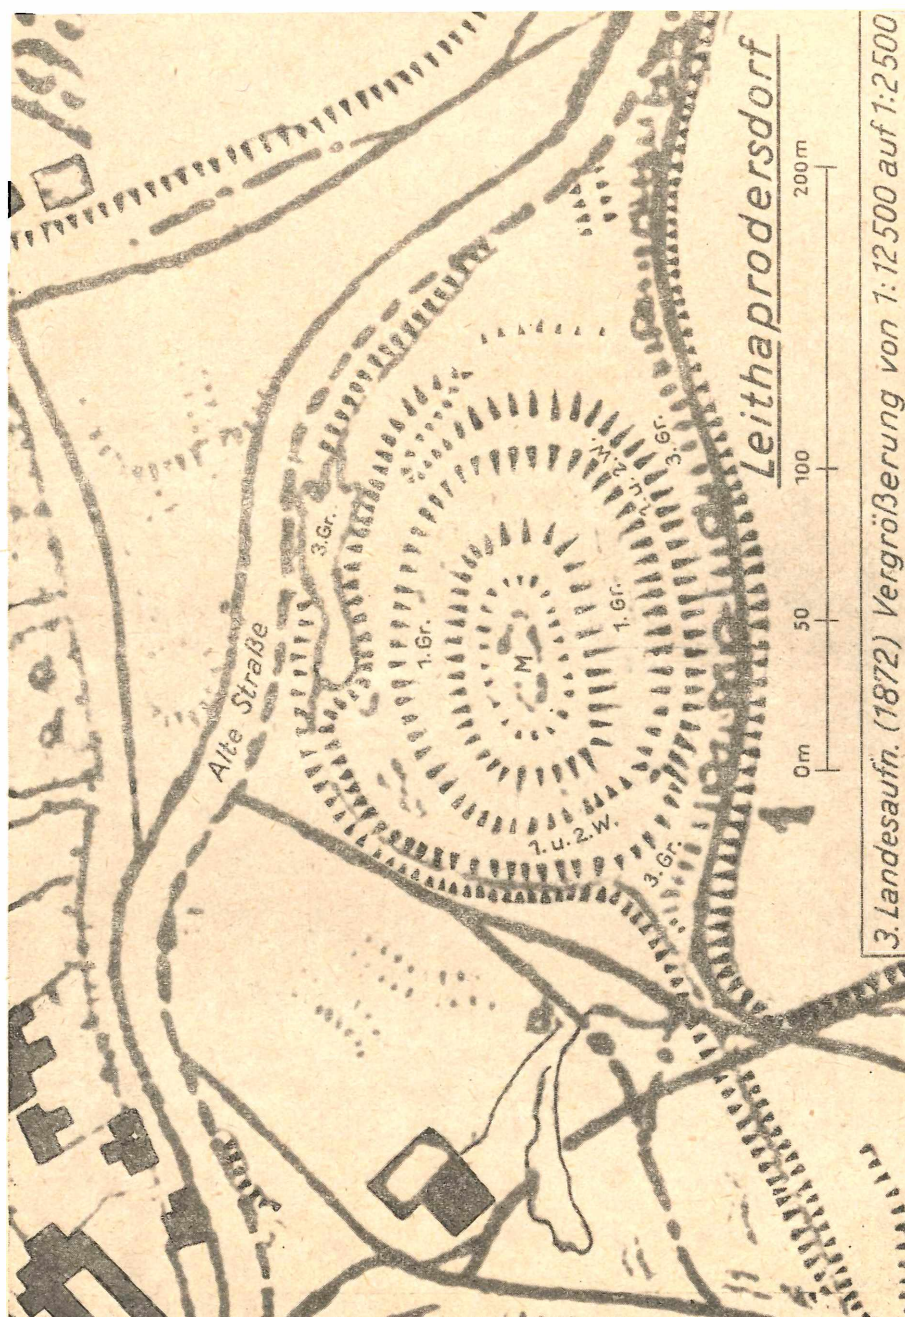 Leithaprodersdorf
3. Landesaufn. (1872) Vergrößerung von 1:12500 auf 1:2500
0m 50 100 200m
Alte Straße
3.Gr.
1.Gr.
M
1.Gr.
1.u.2.W.
3.Gr.
1.u.2.W.
3.Gr.